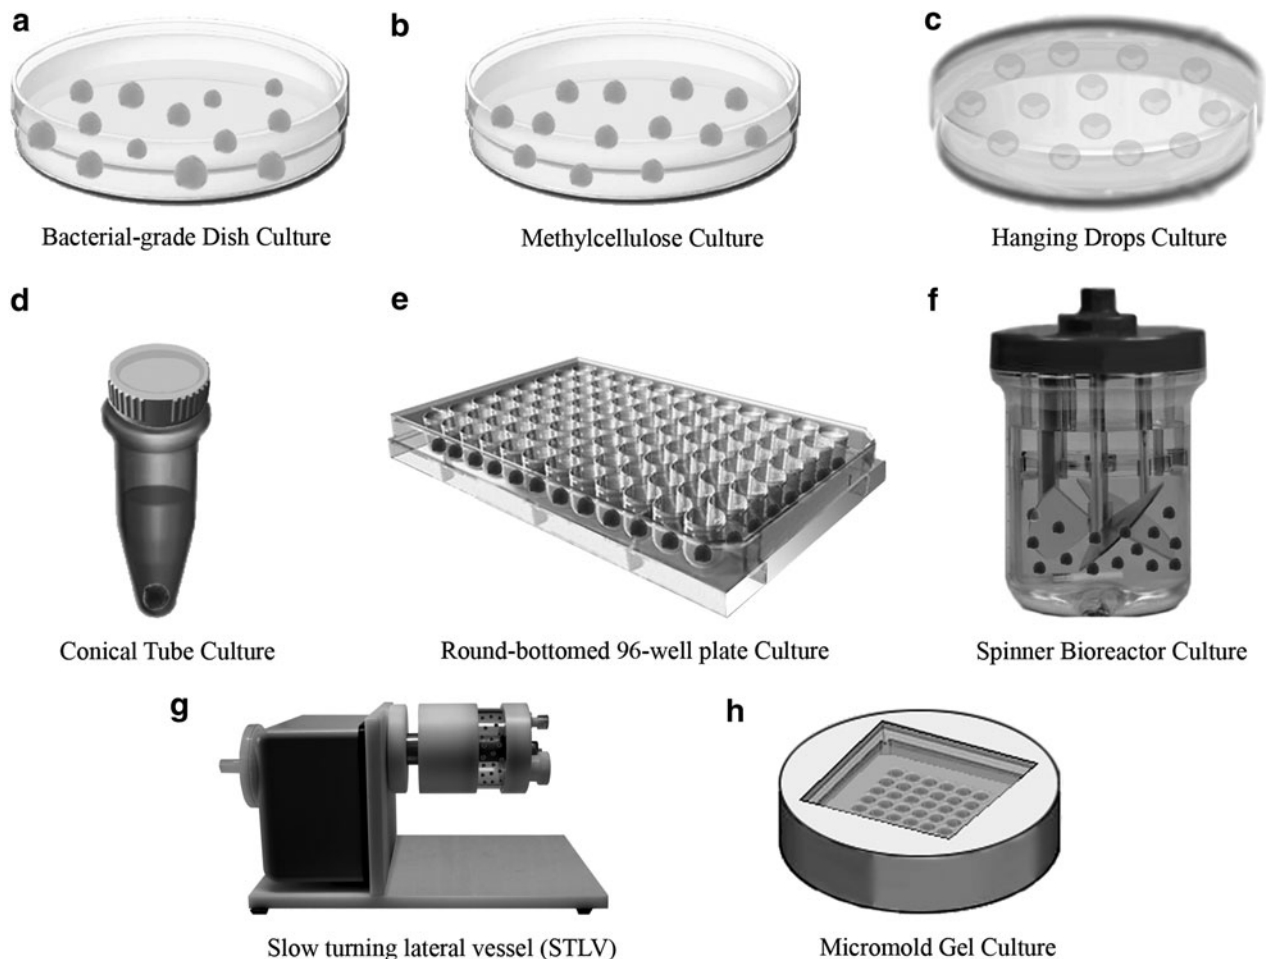 a
b
c
Bacterial-grade Dish Culture
Methylcellulose Culture
Hanging Drops Culture
d
e
f
Conical Tube Culture
Round-bottomed 96-well plate Culture
Spinner Bioreactor Culture
g
h
Slow turning lateral vessel (STLV)
Micromold Gel Culture